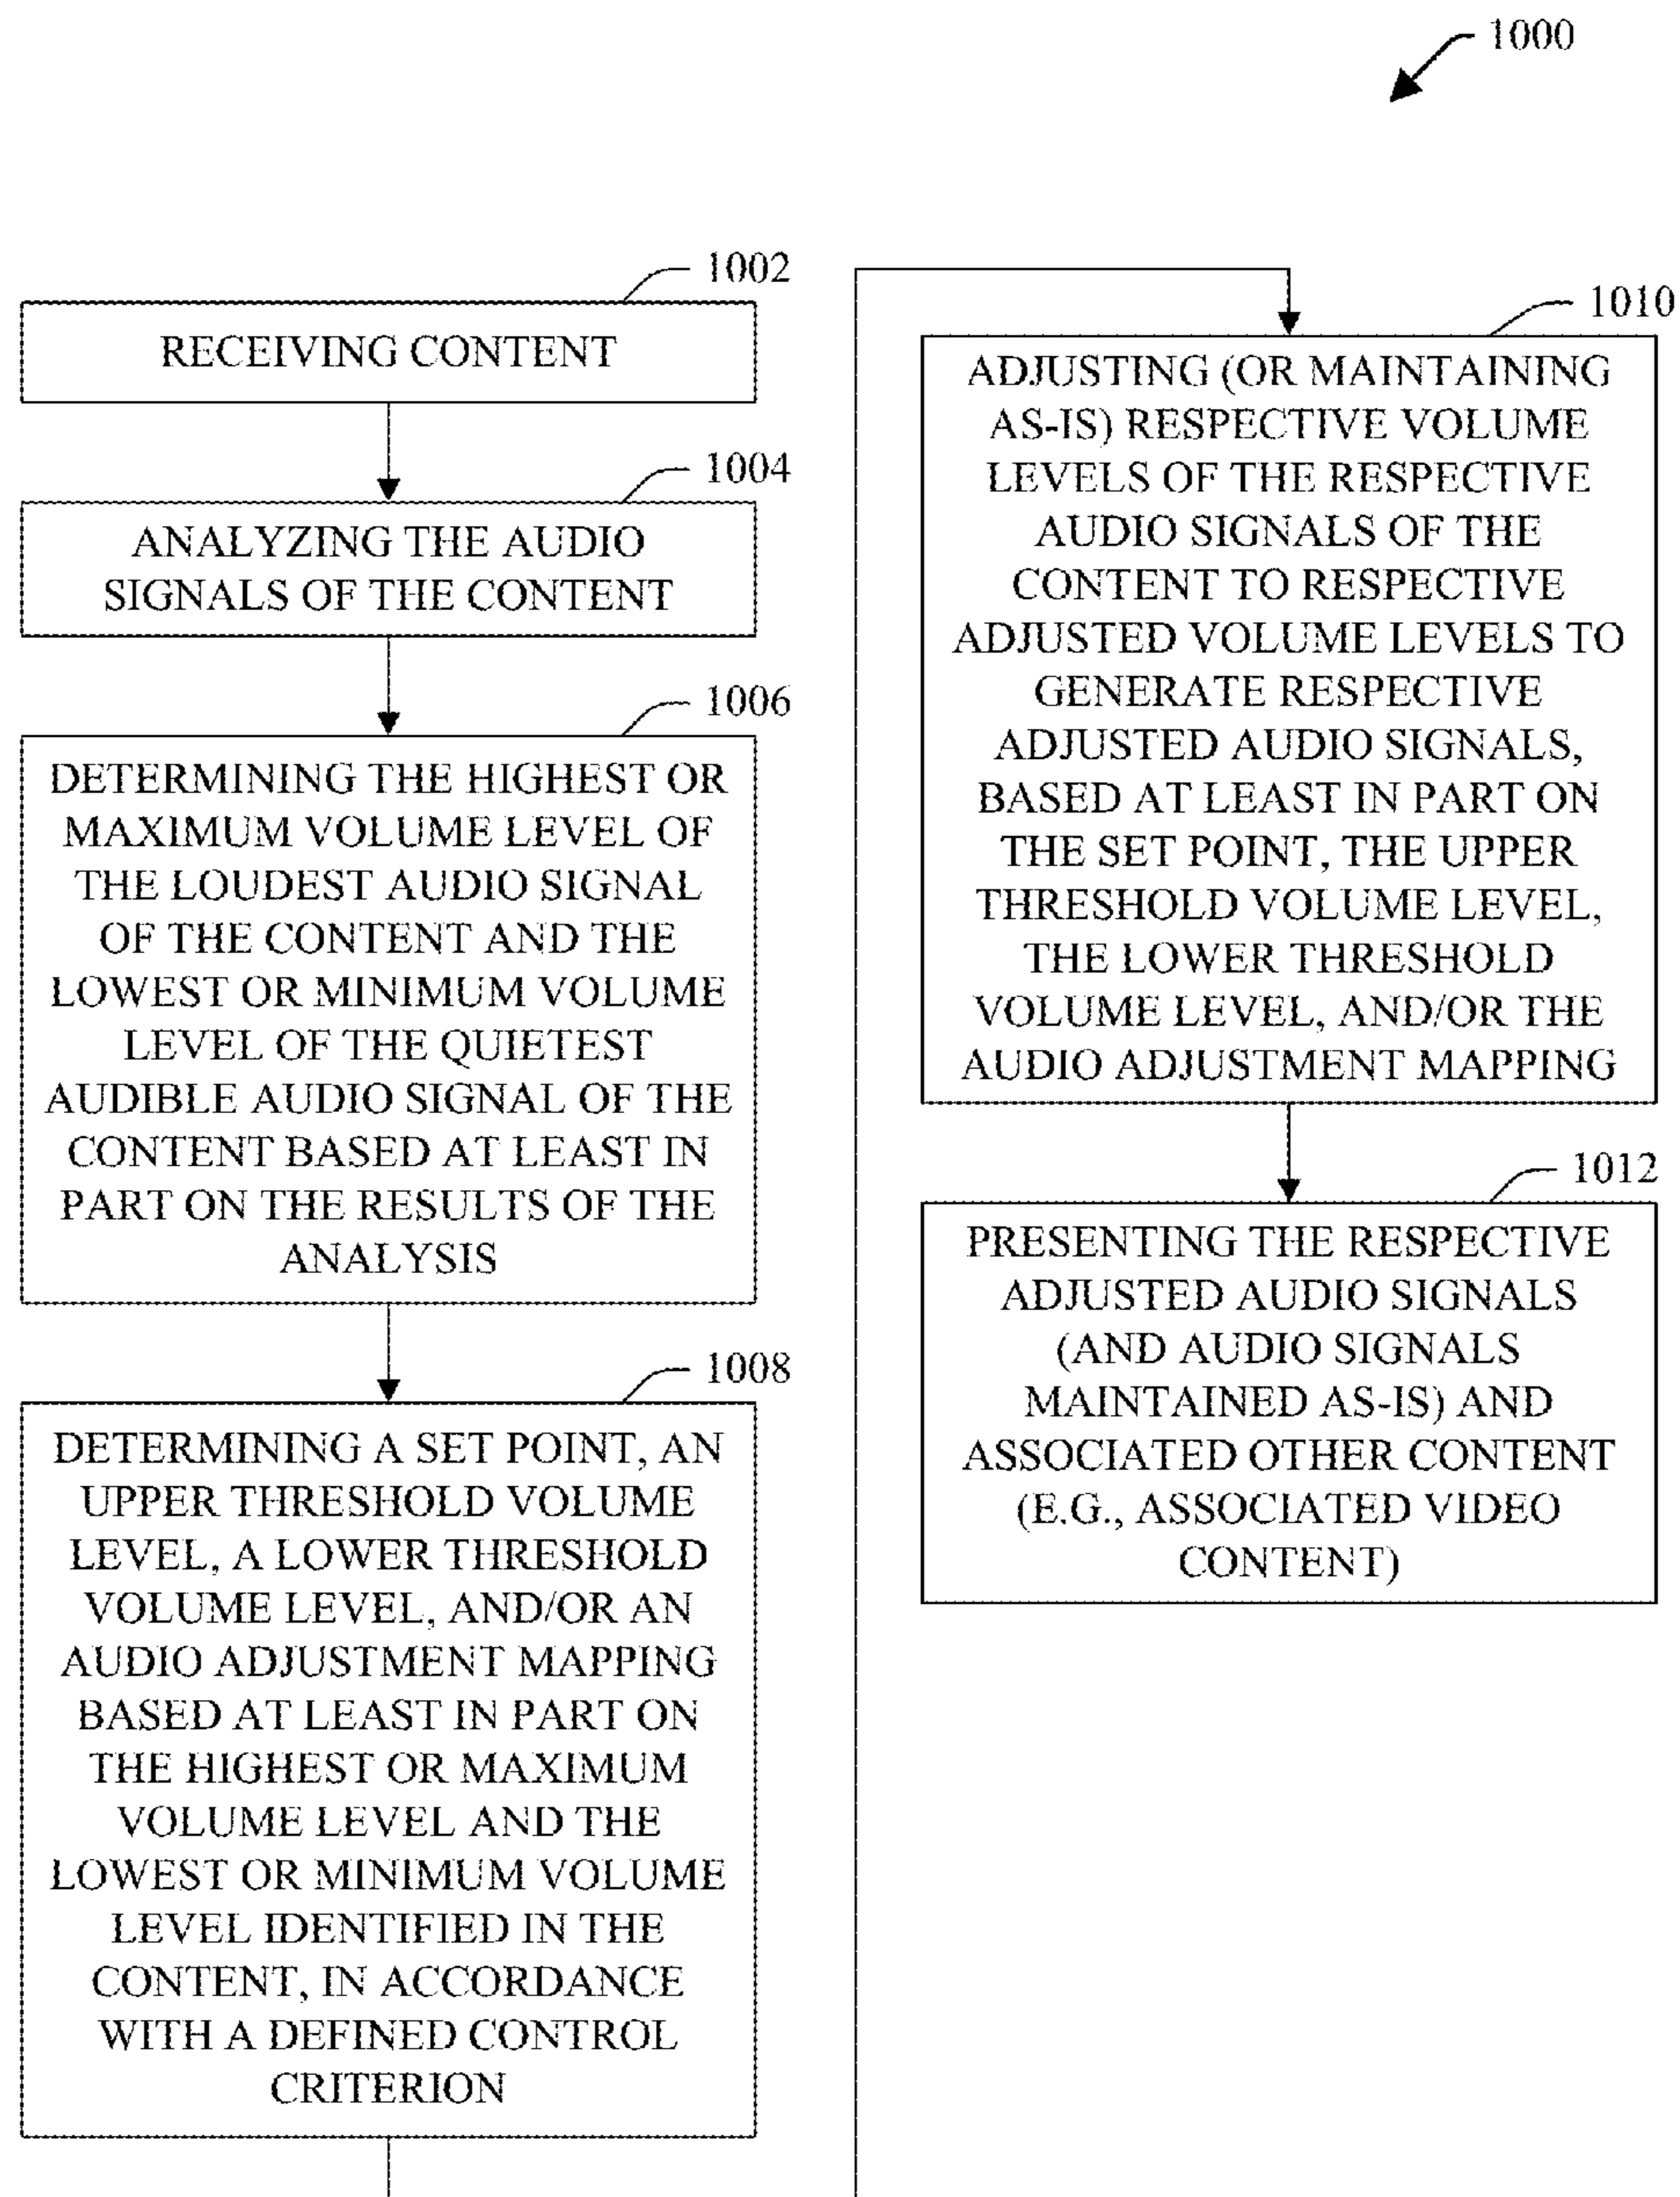 1000
1002
RECEIVING CONTENT
1004
ANALYZING THE AUDIO
SIGNALS OF THE CONTENT
1006
DETERMINING THE HIGHEST OR
MAXIMUM VOLUME LEVEL OF
THE LOUDEST AUDIO SIGNAL
OF THE CONTENT AND THE
LOWEST OR MINIMUM VOLUME
LEVEL OF THE QUIETEST
AUDIBLE AUDIO SIGNAL OF THE
CONTENT BASED AT LEAST IN
PART ON THE RESULTS OF THE
ANALYSIS
1008
DETERMINING A SET POINT, AN
UPPER THRESHOLD VOLUME
LEVEL, A LOWER THRESHOLD
VOLUME LEVEL, AND/OR AN
AUDIO ADJUSTMENT MAPPING
BASED AT LEAST IN PART ON
THE HIGHEST OR MAXIMUM
VOLUME LEVEL AND THE
LOWEST OR MINIMUM VOLUME
LEVEL IDENTIFIED IN THE
CONTENT, IN ACCORDANCE
WITH A DEFINED CONTROL
CRITERION
1010
ADJUSTING (OR MAINTAINING
AS-IS) RESPECTIVE VOLUME
LEVELS OF THE RESPECTIVE
AUDIO SIGNALS OF THE
CONTENT TO RESPECTIVE
ADJUSTED VOLUME LEVELS TO
GENERATE RESPECTIVE
ADJUSTED AUDIO SIGNALS,
BASED AT LEAST IN PART ON
THE SET POINT, THE UPPER
THRESHOLD VOLUME LEVEL,
THE LOWER THRESHOLD
VOLUME LEVEL, AND/OR THE
AUDIO ADJUSTMENT MAPPING
1012
PRESENTING THE RESPECTIVE
ADJUSTED AUDIO SIGNALS
(AND AUDIO SIGNALS
MAINTAINED AS-IS) AND
ASSOCIATED OTHER CONTENT
(E.G., ASSOCIATED VIDEO
CONTENT)